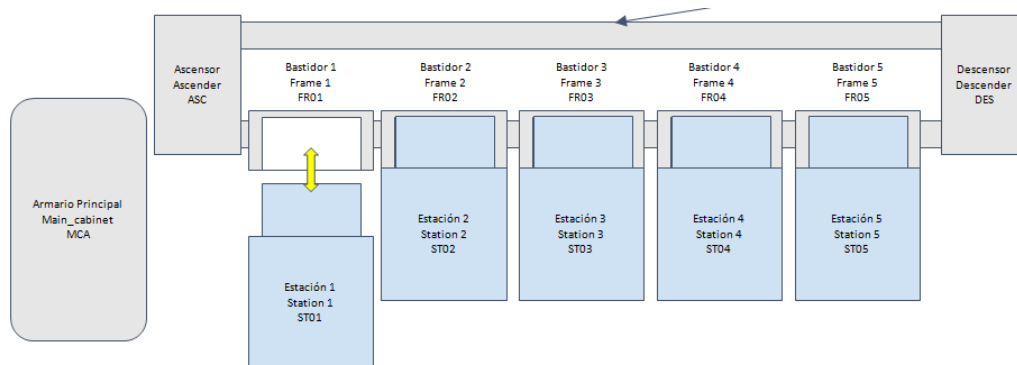 Ascensor
Ascender
ASC
Bastidor 1
Frame 1
FR01
Bastidor 2
Frame 2
FR02
Bastidor 3
Frame 3
FR03
Bastidor 4
Frame 4
FR04
Bastidor 5
Frame 5
FR05
Descensor
Descender
DES
Armario Principal
Main_cabinet
MCA
Estación 1
Station 1
ST01
Estación 2
Station 2
ST02
Estación 3
Station 3
ST03
Estación 4
Station 4
ST04
Estación 5
Station 5
ST05